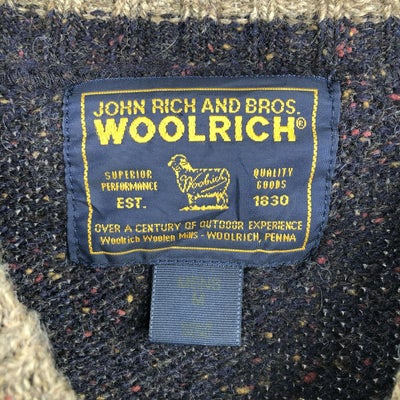 JOHN RICH AND BROS.
WOOLRICH®
SUPERIOR PERFORMANCE
QUALITY GOODS
Woolrich
EST. 1830
OVER A CENTURY OF OUTDOOR EXPERIENCE
Woolrich Woolen Mills - WOOLRICH, PENNA